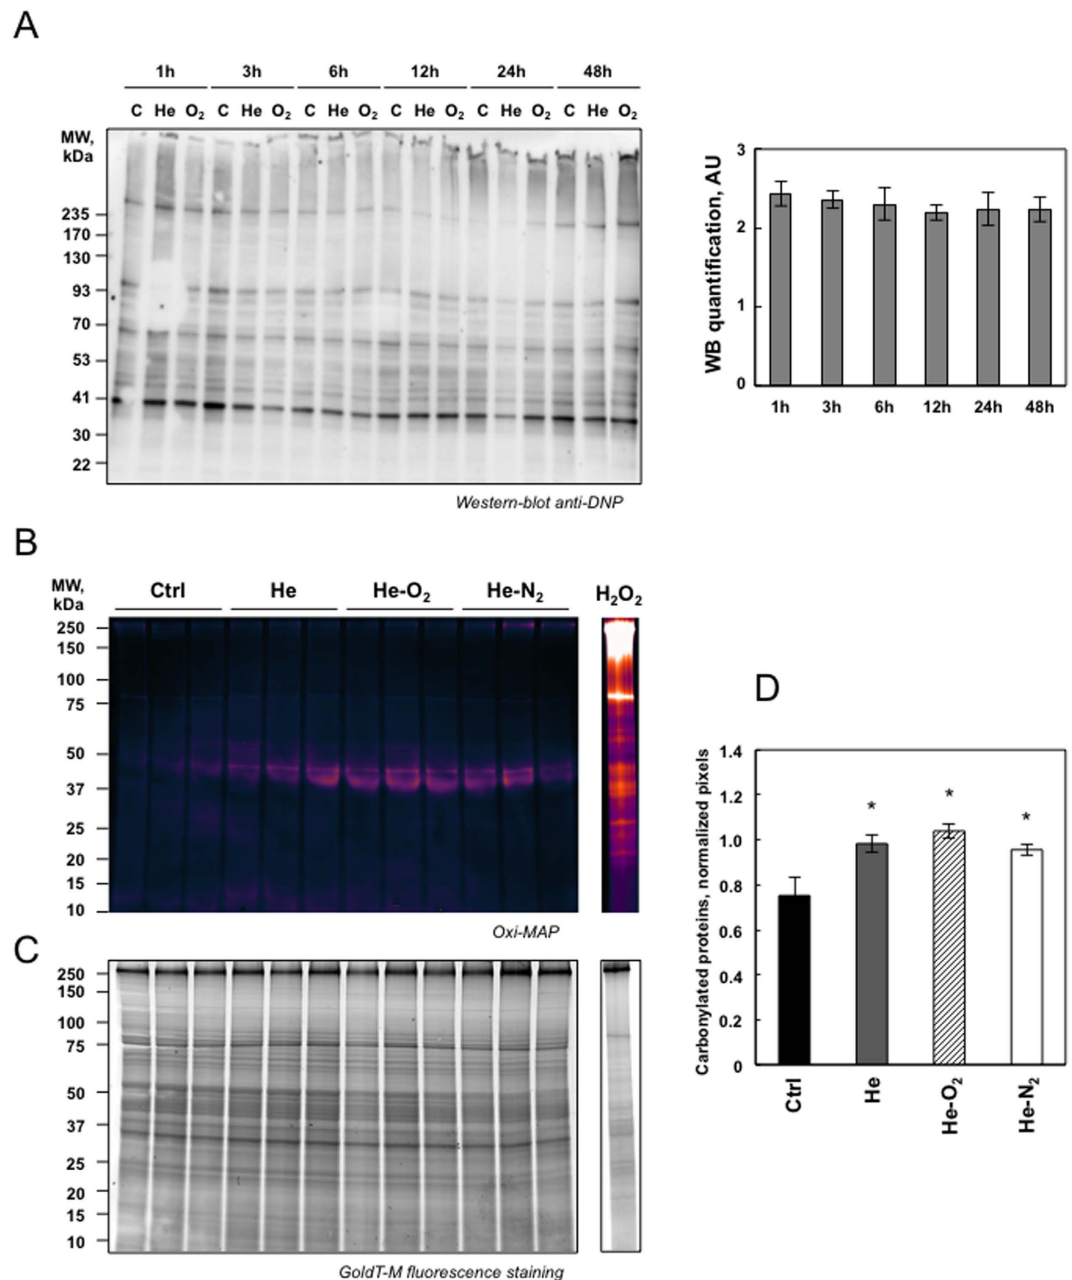 A
1h 3h 6h 12h 24h 48h
C He O₂ C He O₂ C He O₂ C He O₂ C He O₂ C He O₂
MW,
kDa
235
170
130
93
70
53
41
30
22
Western-blot anti-DNP
WB quantification, AU
3
2
1
0
1h 3h 6h 12h 24h 48h
B
MW,
kDa
Ctrl He He-O₂ He-N₂ H₂O₂
250
150
100
75
50
37
25
20
15
10
Oxi-MAP
C
250
150
100
75
50
37
25
20
15
10
GoldT-M fluorescence staining
D
Carbonylated proteins, normalized pixels
1.4
1.2
1.0
0.8
0.6
0.4
0.2
0
* * *
Ctrl He He-O₂ He-N₂